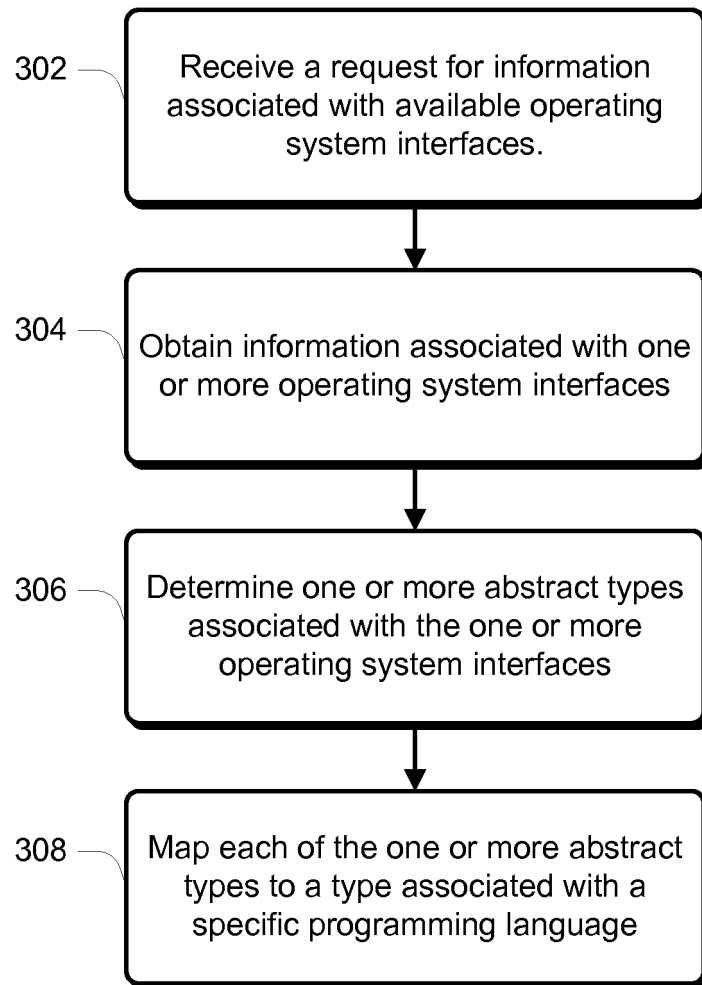 302
Receive a request for information
associated with available operating
system interfaces.
304
Obtain information associated with one
or more operating system interfaces
306
Determine one or more abstract types
associated with the one or more
operating system interfaces
308
Map each of the one or more abstract
types to a type associated with a
specific programming language